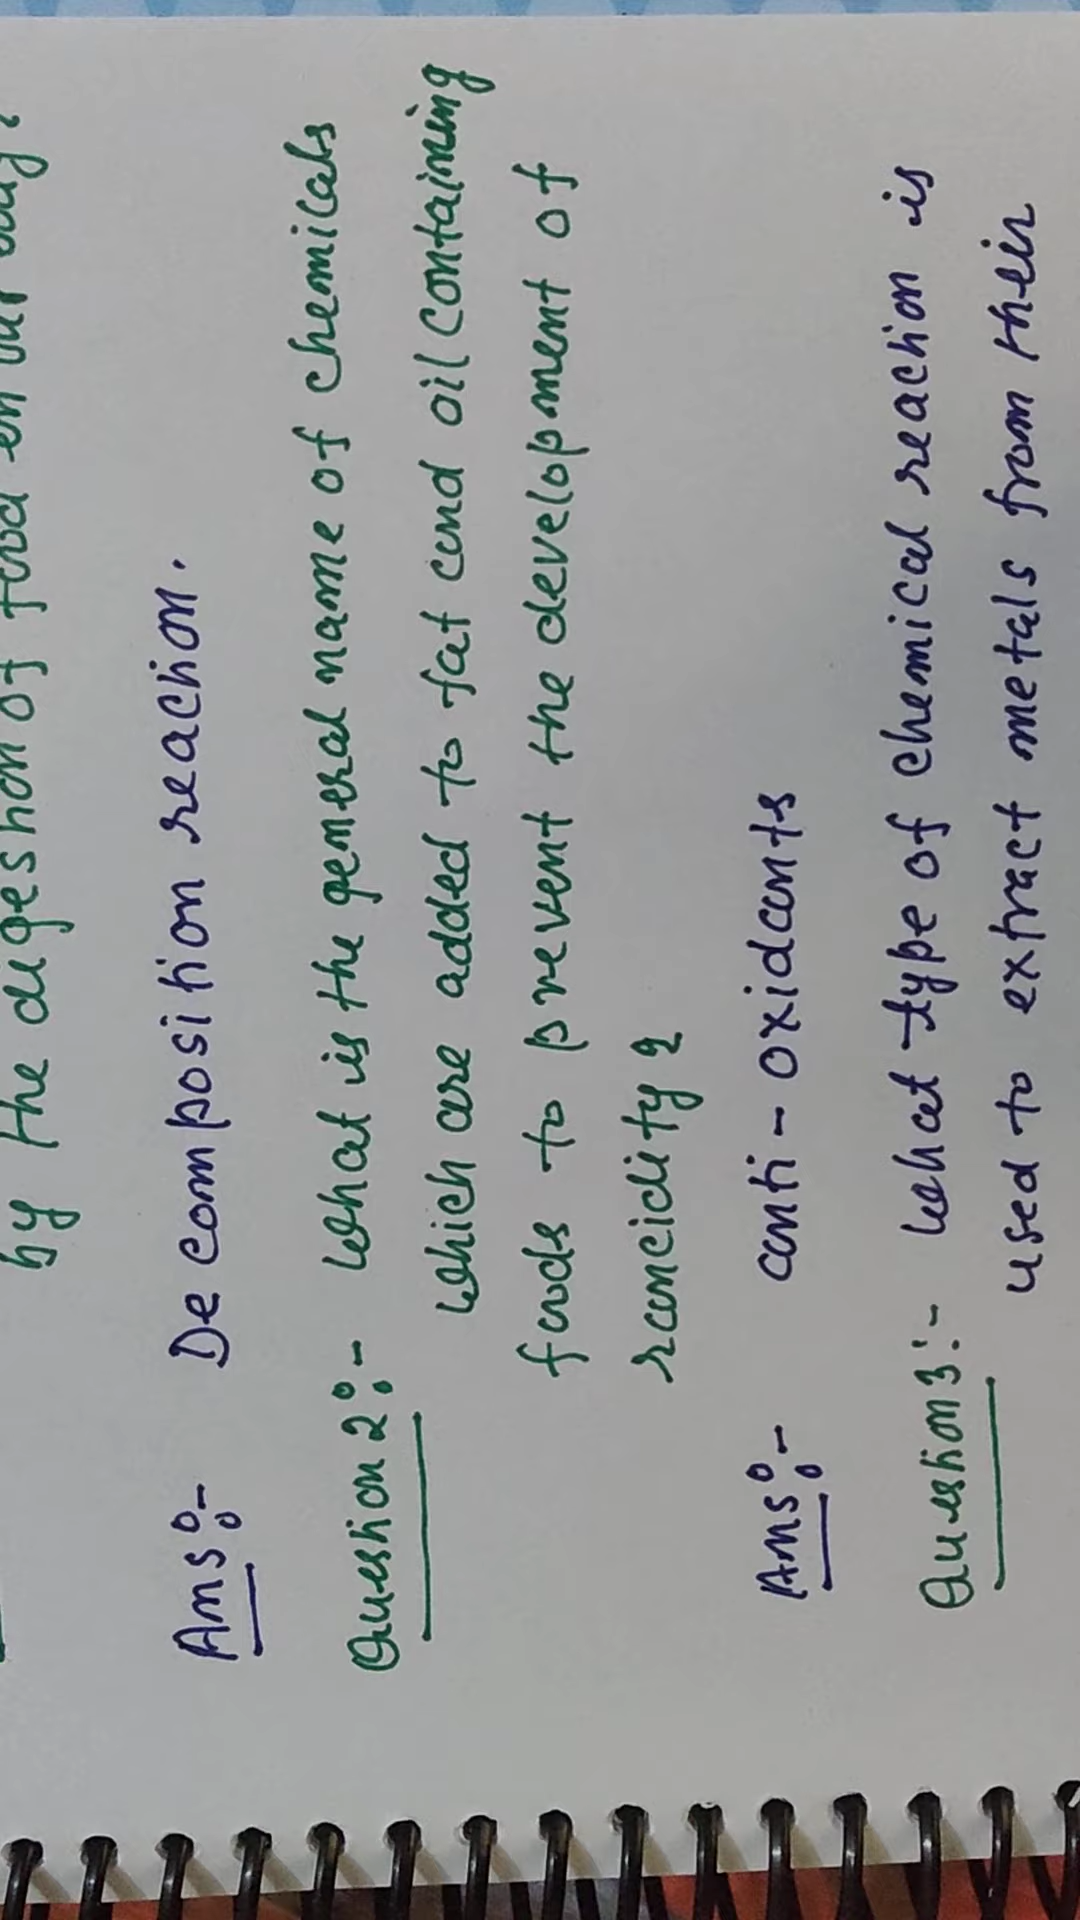 by the digestion of food in our body?
Ans:- Decomposition reaction.
Question 2:- What is the general name of chemicals
which are added to fat and oil containing
foods to prevent the development of
rancidity ?
Ans:- anti-oxidants
Question 3:- What type of chemical reaction is
used to extract metals from their